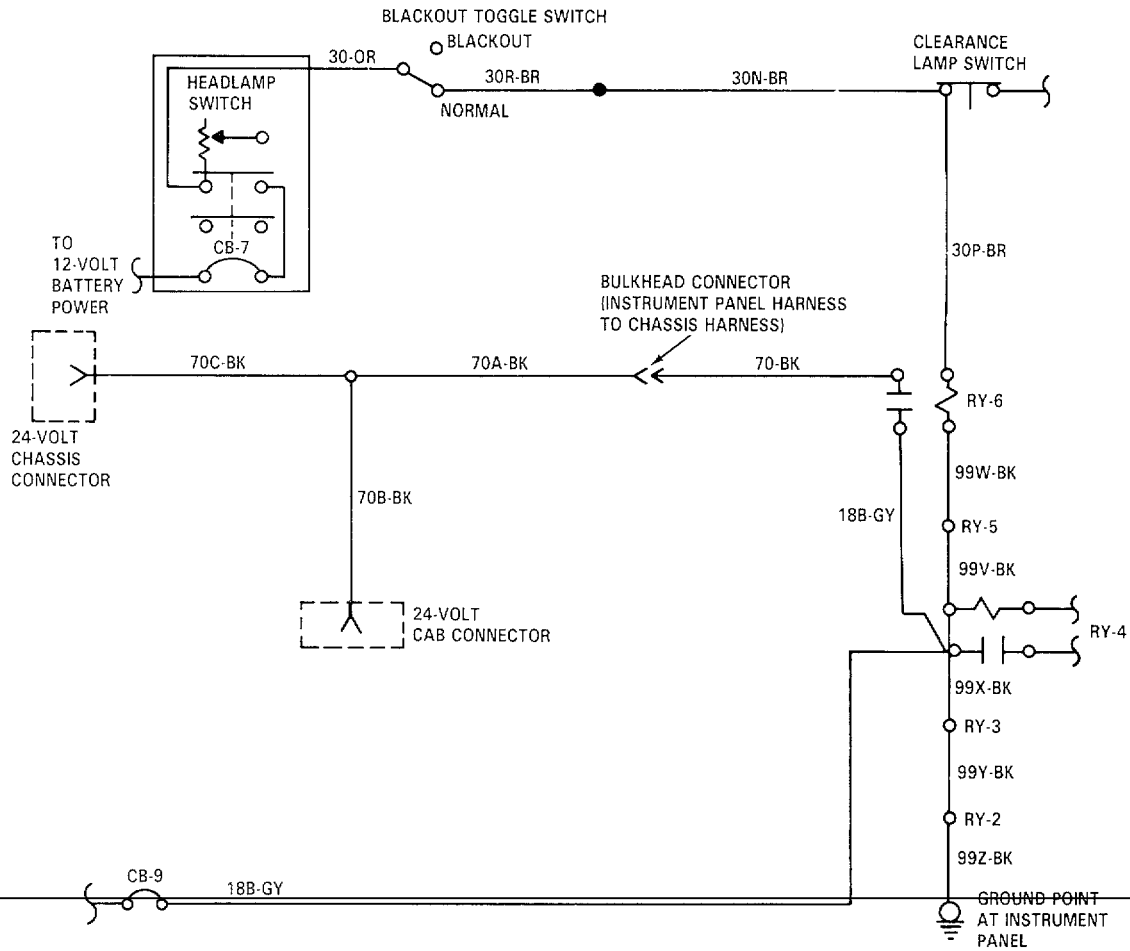 BLACKOUT TOGGLE SWITCH
BLACKOUT
30-OR
30R-BR
NORMAL
30N-BR
CLEARANCE
LAMP SWITCH
HEADLAMP
SWITCH
CB-7
TO
12-VOLT
BATTERY
POWER
30P-BR
BULKHEAD CONNECTOR
(INSTRUMENT PANEL HARNESS
TO CHASSIS HARNESS)
70C-BK
70A-BK
70-BK
RY-6
24-VOLT
CHASSIS
CONNECTOR
70B-BK
99W-BK
18B-GY
RY-5
99V-BK
24-VOLT
CAB CONNECTOR
RY-4
99X-BK
RY-3
99Y-BK
RY-2
99Z-BK
CB-9
18B-GY
GROUND POINT
AT INSTRUMENT
PANEL